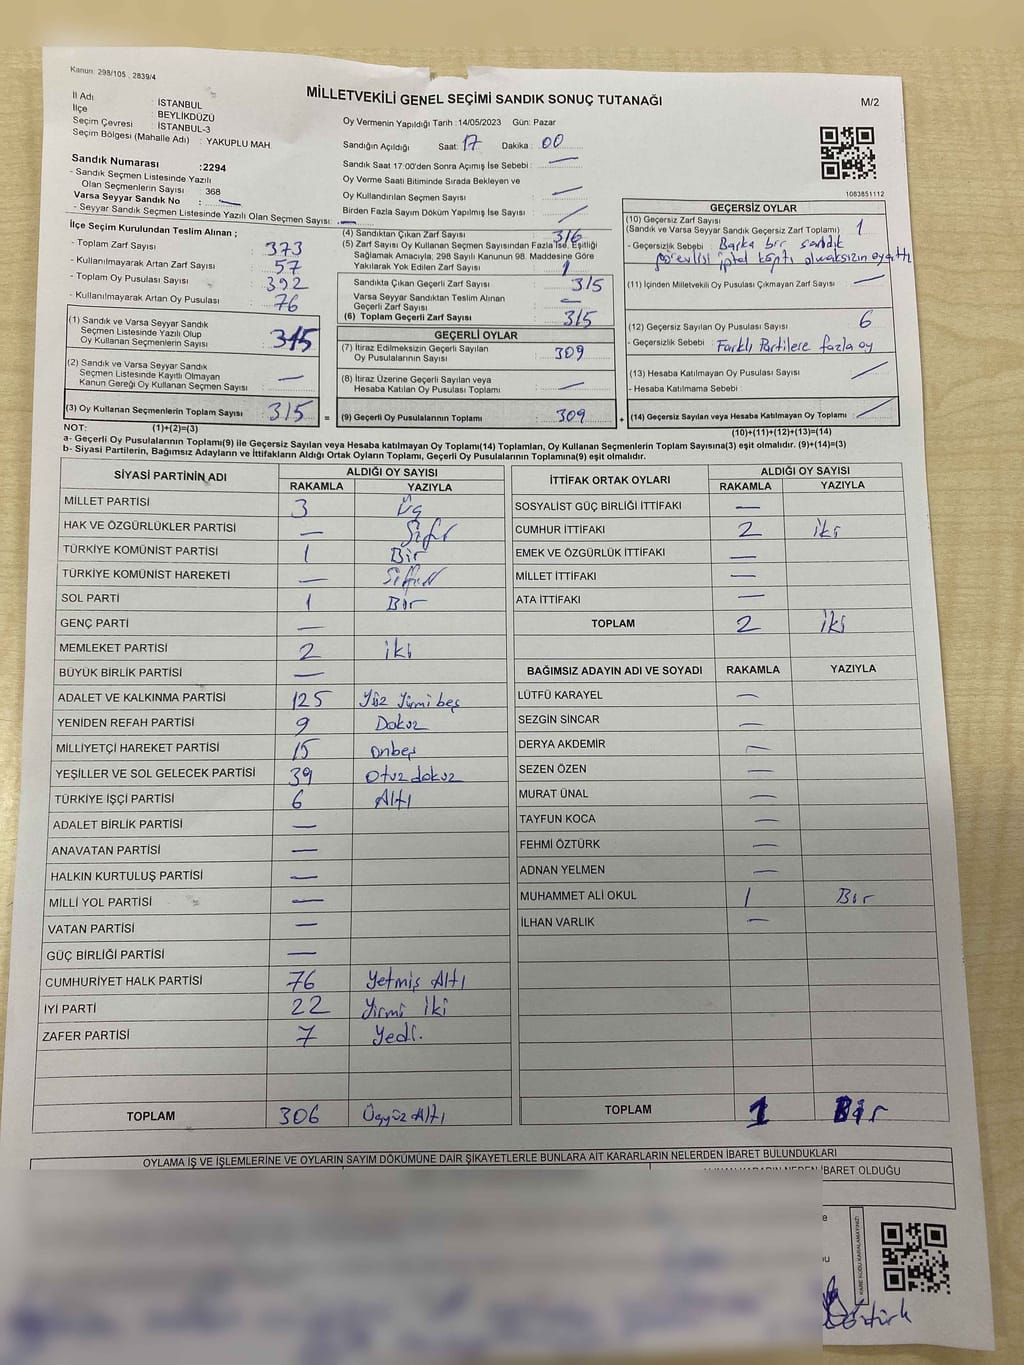 Kanun: 298/105 , 2839/4
MİLLETVEKİLİ GENEL SEÇİMİ SANDIK SONUÇ TUTANAĞI
M/2
İl Adı : İSTANBUL
İlçe : BEYLİKDÜZÜ
Seçim Çevresi : İSTANBUL-3
Seçim Bölgesi (Mahalle Adı) : YAKUPLU MAH
Sandık Numarası :2294
- Sandık Seçmen Listesinde Yazılı
Olan Seçmenlerin Sayısı : 368
Varsa Seyyar Sandık No : —
- Seyyar Sandık Seçmen Listesinde Yazılı Olan Seçmen Sayısı: —
Oy Vermenin Yapıldığı Tarih :14/05/2023 Gün: Pazar
Sandığın Açıldığı Saat: 17 Dakika : 00
Sandık Saat 17:00'den Sonra Açımış İse Sebebi : —
Oy Verme Saati Bitiminde Sırada Bekleyen ve
Oy Kullandırılan Seçmen Sayısı : —
Birden Fazla Sayım Döküm Yapılmış İse Sayısı : —
1083851112
İlçe Seçim Kurulundan Teslim Alınan ;
- Toplam Zarf Sayısı : 373
- Kullanılmayarak Artan Zarf Sayısı : 57
- Toplam Oy Pusulası Sayısı : 392
- Kullanılmayarak Artan Oy Pusulası : 76
(1) Sandık ve Varsa Seyyar Sandık
Seçmen Listesinde Yazılı Olup
Oy Kullanan Seçmenlerin Sayısı : 315
(2) Sandık ve Varsa Seyyar Sandık
Seçmen Listesinde Kayıtlı Olmayan
Kanun Gereği Oy Kullanan Seçmen Sayısı : —
(3) Oy Kullanan Seçmenlerin Toplam Sayısı : 315 =
(4) Sandıktan Çıkan Zarf Sayısı : 316
(5) Zarf Sayısı Oy Kullanan Seçmen Sayısından Fazla İse, Eşitliği
Sağlamak Amacıyla; 298 Sayılı Kanunun 98. Maddesine Göre
Yakılarak Yok Edilen Zarf Sayısı : 1
Sandıkta Çıkan Geçerli Zarf Sayısı : 315
Varsa Seyyar Sandıktan Teslim Alınan
Geçerli Zarf Sayısı : —
(6) Toplam Geçerli Zarf Sayısı : 315
GEÇERLİ OYLAR
(7) İtiraz Edilmeksizin Geçerli Sayılan
Oy Pusulalarının Sayısı : 309
(8) İtiraz Üzerine Geçerli Sayılan veya
Hesaba Katılan Oy Pusulası Toplamı : —
(9) Geçerli Oy Pusulalarının Toplamı : 309 +
GEÇERSİZ OYLAR
(10) Geçersiz Zarf Sayısı
(Sandık ve Varsa Seyyar Sandık Geçersiz Zarf Toplamı) : 1
- Geçersizlik Sebebi : Başka bir sandık
görevlisi iptal olmaksızın
(11) İçinden Milletvekili Oy Pusulası Çıkmayan Zarf Sayısı : —
(12) Geçersiz Sayılan Oy Pusulası Sayısı : 6
- Geçersizlik Sebebi : Farklı Partilere fazla oy
(13) Hesaba Katılmayan Oy Pusulası Sayısı : —
- Hesaba Katılmama Sebebi :
(14) Geçersiz Sayılan veya Hesaba Katılmayan Oy Toplamı : —
NOT: (1)+(2)=(3) (10)+(11)+(12)+(13)=(14)
a- Geçerli Oy Pusulalarının Toplamı(9) ile Geçersiz Sayılan veya Hesaba katılmayan Oy Toplamı(14) Toplamları, Oy Kullanan Seçmenlerin Toplam Sayısına(3) eşit olmalıdır. (9)+(14)=(3)
b- Siyasi Partilerin, Bağımsız Adayların ve İttifakların Aldığı Ortak Oyların Toplamı, Geçerli Oy Pusulalarının Toplamına(9) eşit olmalıdır.
SİYASİ PARTİNİN ADI ALDIĞI OY SAYISI
RAKAMLA YAZIYLA
MİLLET PARTİSİ 3 Üç
HAK VE ÖZGÜRLÜKLER PARTİSİ — Sıfır
TÜRKİYE KOMÜNİST PARTİSİ 1 Bir
TÜRKİYE KOMÜNİST HAREKETİ —
SOL PARTİ 1 Bir
GENÇ PARTİ —
MEMLEKET PARTİSİ 2 iki
BÜYÜK BİRLİK PARTİSİ —
ADALET VE KALKINMA PARTİSİ 125 Yüz Yirmi beş
YENİDEN REFAH PARTİSİ 9 Dokuz
MİLLİYETÇİ HAREKET PARTİSİ 15 onbeş
YEŞİLLER VE SOL GELECEK PARTİSİ 39 Otuz dokuz
TÜRKİYE İŞÇİ PARTİSİ 6 Altı
ADALET BİRLİK PARTİSİ —
ANAVATAN PARTİSİ —
HALKIN KURTULUŞ PARTİSİ —
MİLLİ YOL PARTİSİ —
VATAN PARTİSİ —
GÜÇ BİRLİĞİ PARTİSİ —
CUMHURİYET HALK PARTİSİ 76 Yetmiş Altı
İYİ PARTİ 22 Yirmi iki
ZAFER PARTİSİ 7 Yedi.
TOPLAM 306 Üçyüz Altı
İTTİFAK ORTAK OYLARI ALDIĞI OY SAYISI
RAKAMLA YAZIYLA
SOSYALİST GÜÇ BİRLİĞİ İTTİFAKI —
CUMHUR İTTİFAKI 2 iki
EMEK VE ÖZGÜRLÜK İTTİFAKI —
MİLLET İTTİFAKI —
ATA İTTİFAKI —
TOPLAM 2 iki
BAĞIMSIZ ADAYIN ADI VE SOYADI RAKAMLA YAZIYLA
LÜTFÜ KARAYEL —
SEZGİN SİNCAR —
DERYA AKDEMİR —
SEZEN ÖZEN —
MURAT ÜNAL —
TAYFUN KOCA —
FEHMİ ÖZTÜRK —
ADNAN YELMEN —
MUHAMMET ALİ OKUL 1 Bir
İLHAN VARLIK —
TOPLAM 1 Bir
OYLAMA İŞ VE İŞLEMLERİNE VE OYLARIN SAYIM DÖKÜMÜNE DAİR ŞİKAYETLERLE BUNLARA AİT KARARLARIN NELERDEN İBARET BULUNDUKLARI
İBARET OLDUĞU
KARE KODU KARALAMAYINIZ!